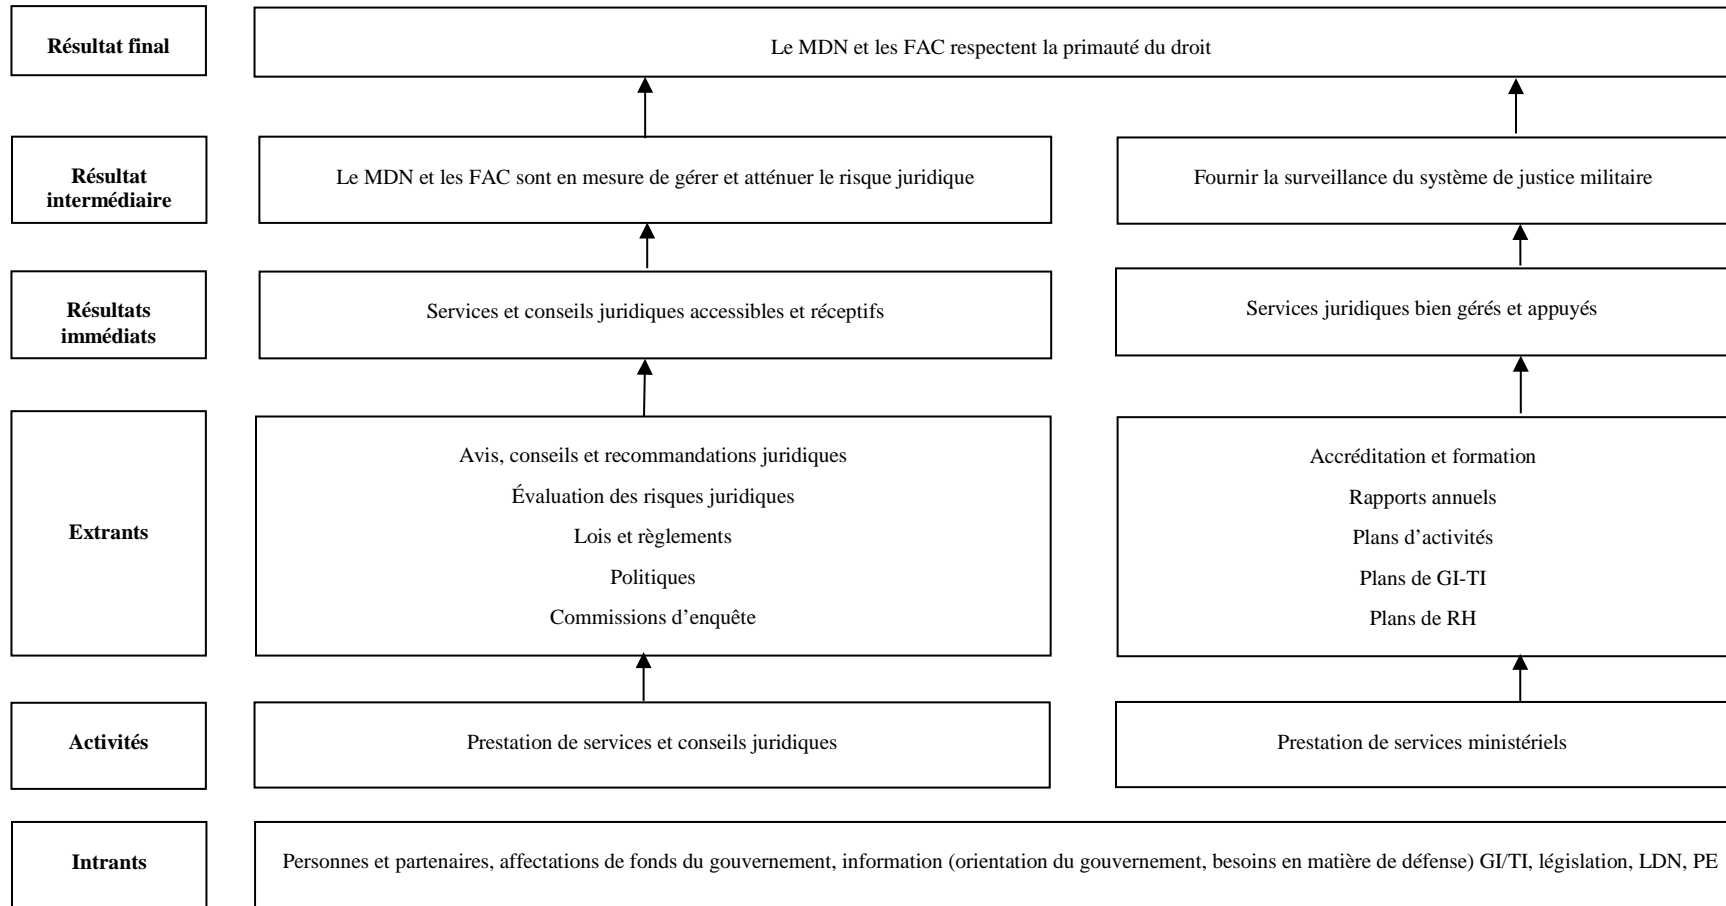 Résultat final
Le MDN et les FAC respectent la primauté du droit
Résultat
intermédiaire
Le MDN et les FAC sont en mesure de gérer et atténuer le risque juridique
Fournir la surveillance du système de justice militaire
Résultats
immédiats
Services et conseils juridiques accessibles et réceptifs
Services juridiques bien gérés et appuyés
Extrants
Avis, conseils et recommandations juridiques
Évaluation des risques juridiques
Lois et règlements
Politiques
Commissions d’enquête
Accréditation et formation
Rapports annuels
Plans d’activités
Plans de GI-TI
Plans de RH
Activités
Prestation de services et conseils juridiques
Prestation de services ministériels
Intrants
Personnes et partenaires, affectations de fonds du gouvernement, information (orientation du gouvernement, besoins en matière de défense) GI/TI, législation, LDN, PE